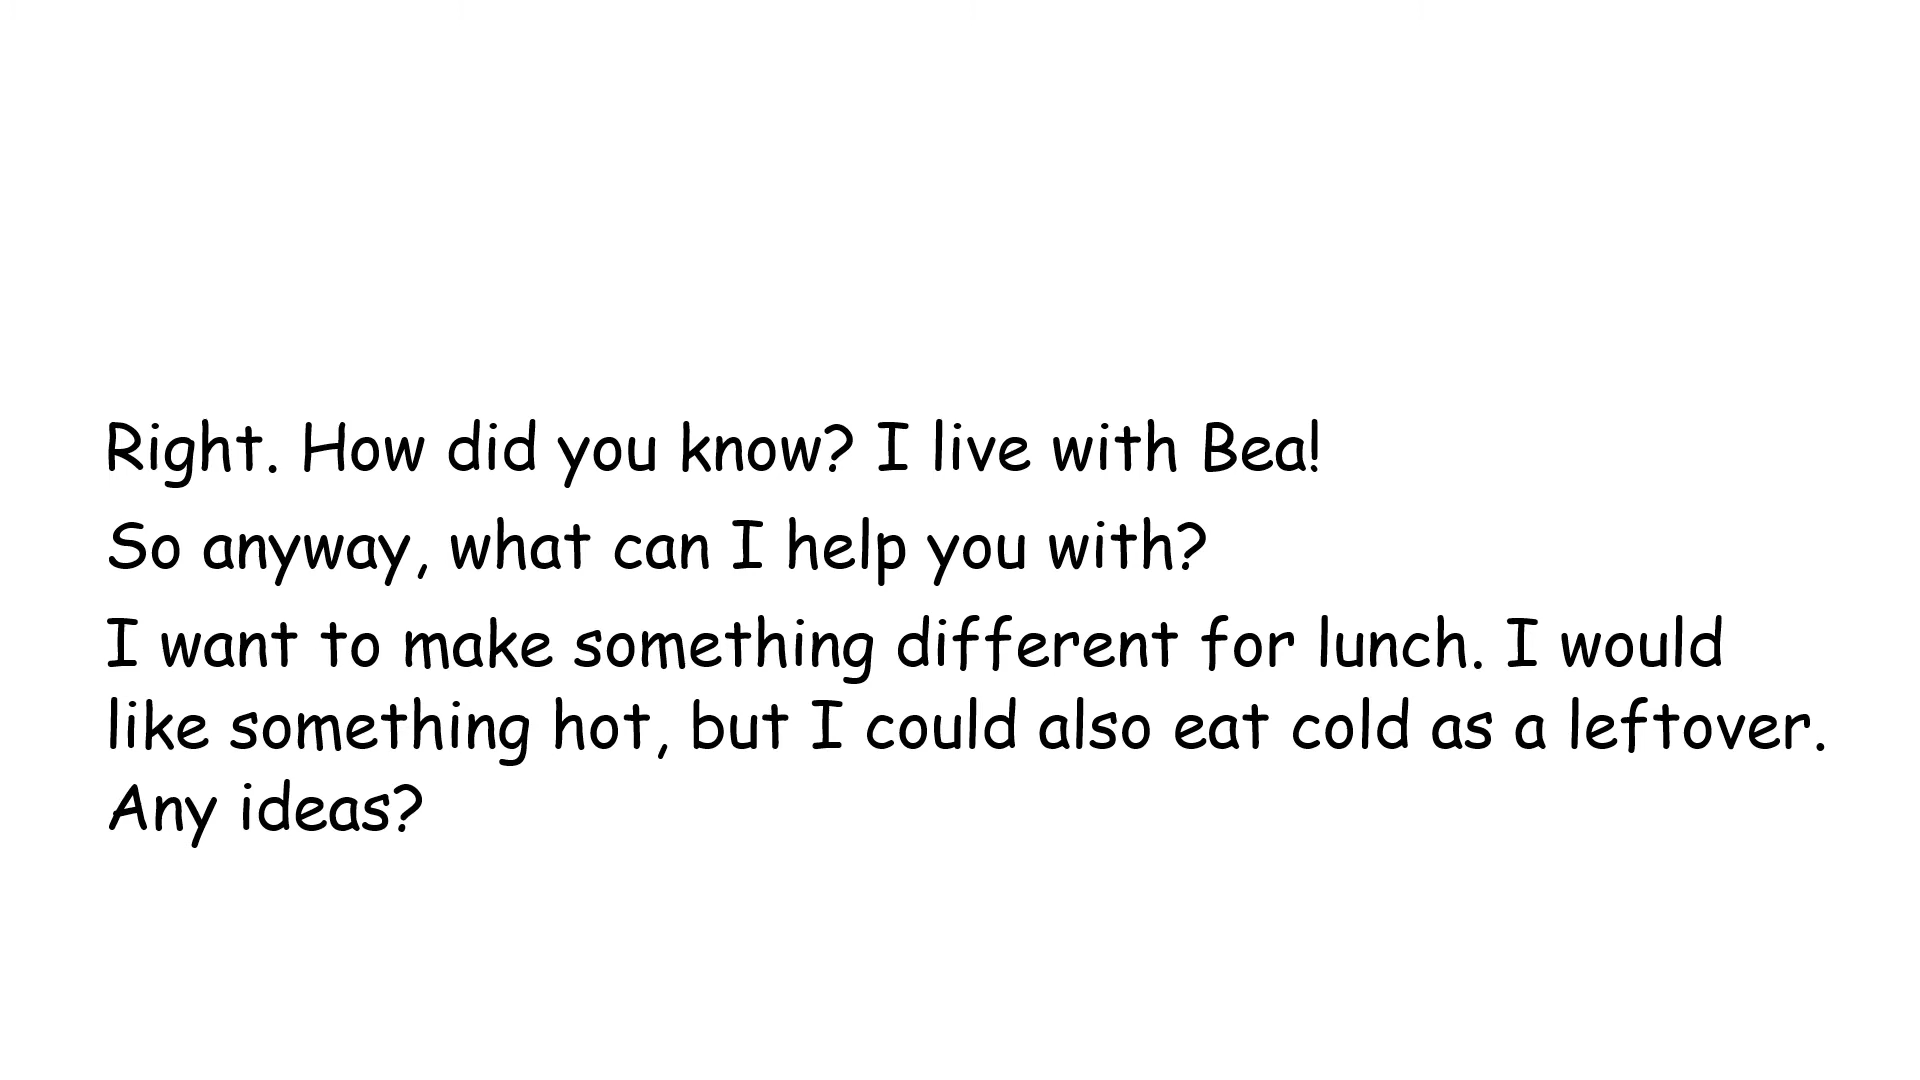 Right. How did you know? I live with Bea!
So anyway, what can I help you with?
I want to make something different for lunch. I would
like something hot, but I could also eat cold as a leftover.
Any ideas?